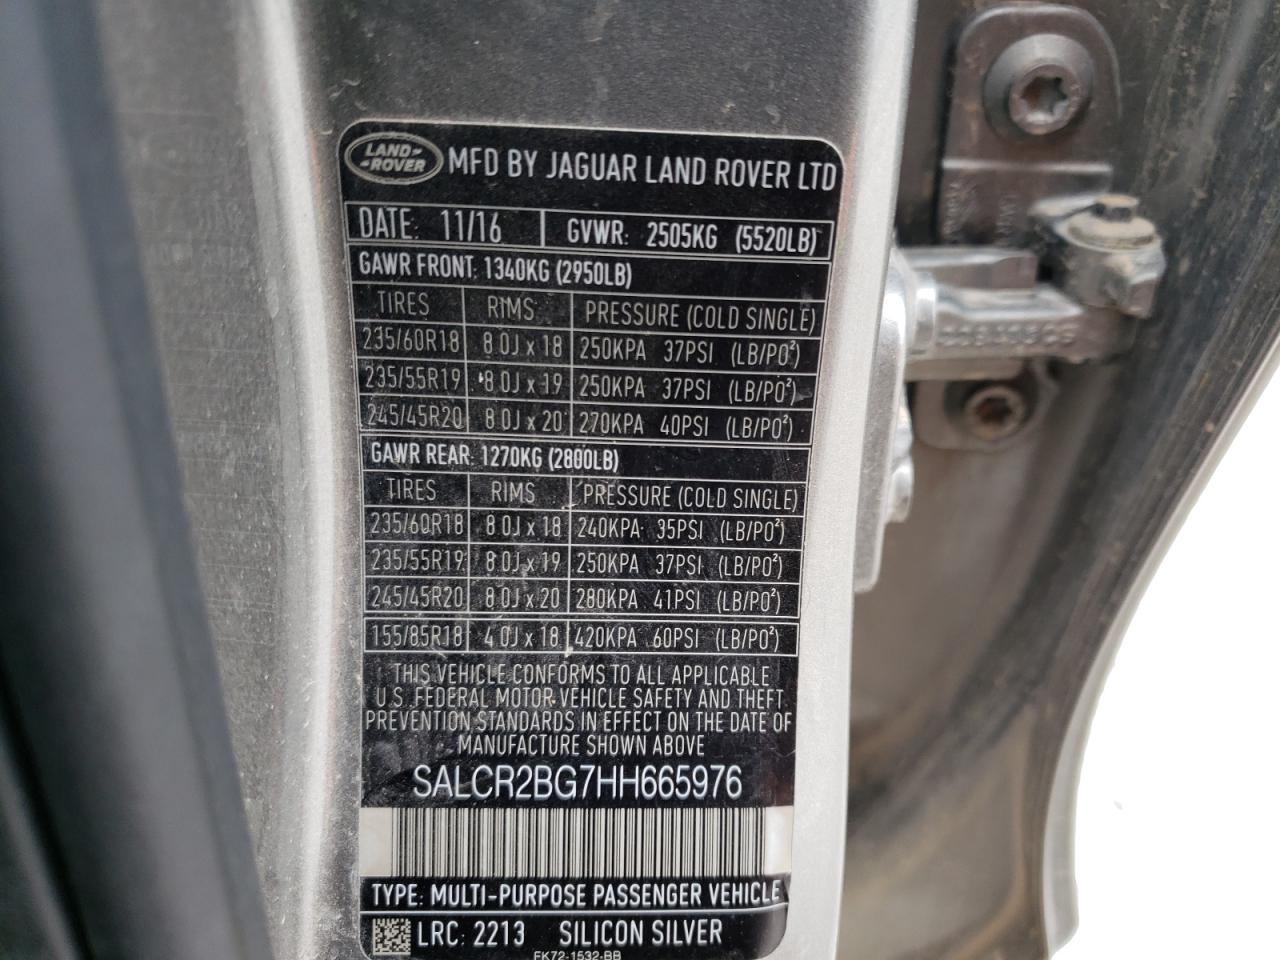 LAND-
-ROVER
MFD BY JAGUAR LAND ROVER LTD
DATE: 11/16 GVWR: 2505KG (5520LB)
GAWR FRONT: 1340KG (2950LB)
TIRES RIMS PRESSURE (COLD SINGLE)
235/60R18 8.0J x 18 250KPA 37PSI (LB/PO²)
235/55R19 8.0J x 19 250KPA 37PSI (LB/PO²)
245/45R20 8.0J x 20 270KPA 40PSI (LB/PO²)
GAWR REAR: 1270KG (2800LB)
TIRES RIMS PRESSURE (COLD SINGLE)
235/60R18 8.0J x 18 240KPA 35PSI (LB/PO²)
235/55R19 8.0J x 19 250KPA 37PSI (LB/PO²)
245/45R20 8.0J x 20 280KPA 41PSI (LB/PO²)
155/85R18 4.0J x 18 420KPA 60PSI (LB/PO²)
THIS VEHICLE CONFORMS TO ALL APPLICABLE
U.S. FEDERAL MOTOR VEHICLE SAFETY AND THEFT
PREVENTION STANDARDS IN EFFECT ON THE DATE OF
MANUFACTURE SHOWN ABOVE
SALCR2BG7HH665976
TYPE: MULTI-PURPOSE PASSENGER VEHICLE
LRC: 2213 SILICON SILVER
FK72-1532-BB